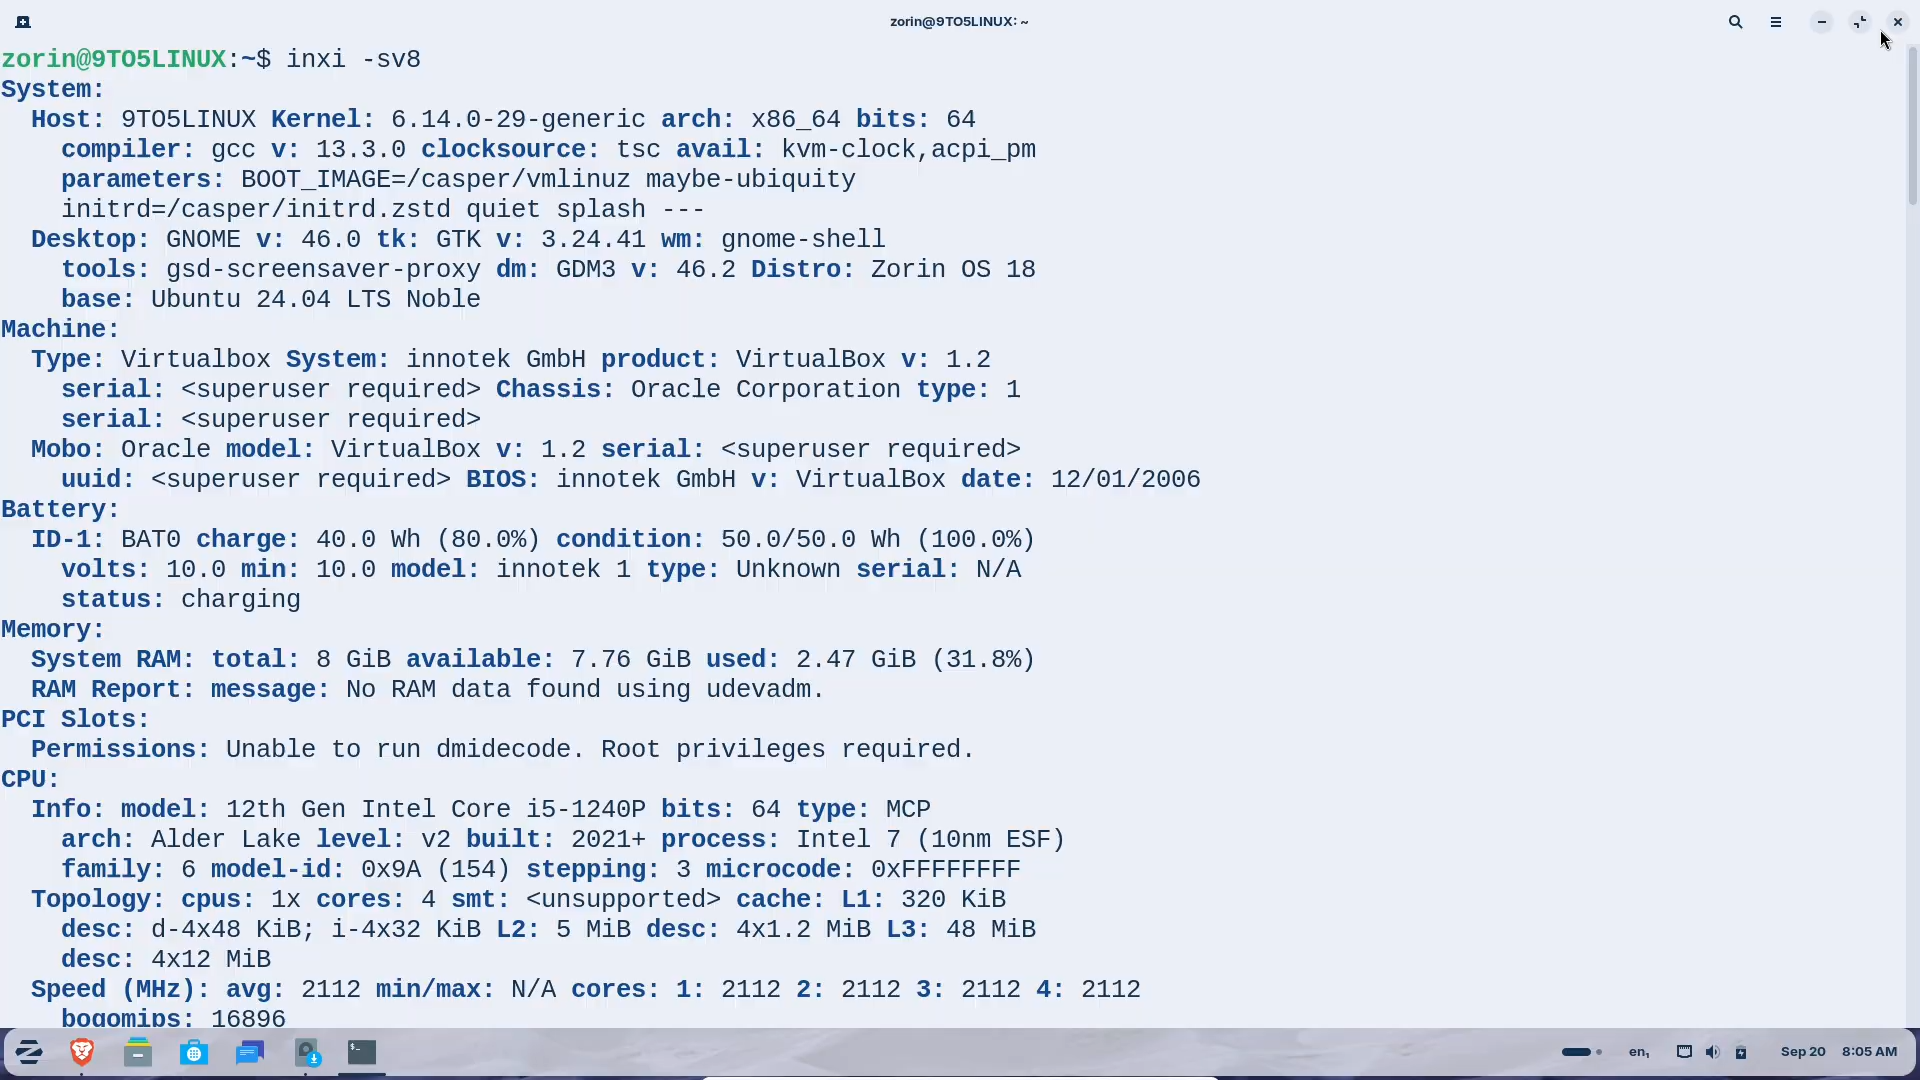 zorin@9TO5LINUX: ~
zorin@9TO5LINUX:~$ inxi -sv8
System:
Host: 9TO5LINUX Kernel: 6.14.0-29-generic arch: x86_64 bits: 64
compiler: gcc v: 13.3.0 clocksource: tsc avail: kvm-clock,acpi_pm
parameters: BOOT_IMAGE=/casper/vmlinuz maybe-ubiquity
initrd=/casper/initrd.zstd quiet splash ---
Desktop: GNOME v: 46.0 tk: GTK v: 3.24.41 wm: gnome-shell
tools: gsd-screensaver-proxy dm: GDM3 v: 46.2 Distro: Zorin OS 18
base: Ubuntu 24.04 LTS Noble
Machine:
Type: Virtualbox System: innotek GmbH product: VirtualBox v: 1.2
serial: <superuser required> Chassis: Oracle Corporation type: 1
serial: <superuser required>
Mobo: Oracle model: VirtualBox v: 1.2 serial: <superuser required>
uuid: <superuser required> BIOS: innotek GmbH v: VirtualBox date: 12/01/2006
Battery:
ID-1: BAT0 charge: 40.0 Wh (80.0%) condition: 50.0/50.0 Wh (100.0%)
volts: 10.0 min: 10.0 model: innotek 1 type: Unknown serial: N/A
status: charging
Memory:
System RAM: total: 8 GiB available: 7.76 GiB used: 2.47 GiB (31.8%)
RAM Report: message: No RAM data found using udevadm.
PCI Slots:
Permissions: Unable to run dmidecode. Root privileges required.
CPU:
Info: model: 12th Gen Intel Core i5-1240P bits: 64 type: MCP
arch: Alder Lake level: v2 built: 2021+ process: Intel 7 (10nm ESF)
family: 6 model-id: 0x9A (154) stepping: 3 microcode: 0xFFFFFFFF
Topology: cpus: 1x cores: 4 smt: <unsupported> cache: L1: 320 KiB
desc: d-4x48 KiB; i-4x32 KiB L2: 5 MiB desc: 4x1.2 MiB L3: 48 MiB
desc: 4x12 MiB
Speed (MHz): avg: 2112 min/max: N/A cores: 1: 2112 2: 2112 3: 2112 4: 2112
bogomips: 16896
en₁ Sep 20 8:05 AM